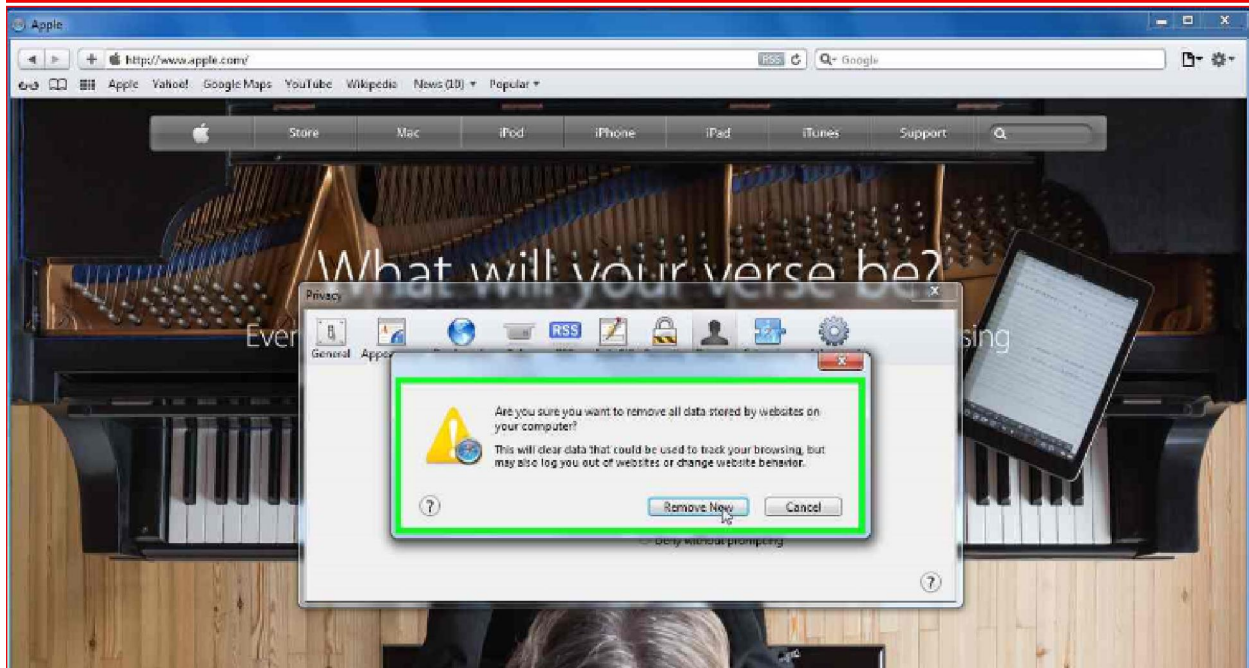 Apple
http://www.apple.com/
RSS
Google
Apple Yahoo! Google Maps YouTube Wikipedia News (10) Popular
Store Mac iPod iPhone iPad iTunes Support
What will your verse be?
Ever
sing
Privacy
RSS
General Appea
Are you sure you want to remove all data stored by websites on
your computer?
This will clear data that could be used to track your browsing, but
may also log you out of websites or change website behavior.
?
Remove Now Cancel
Deny without prompting
?